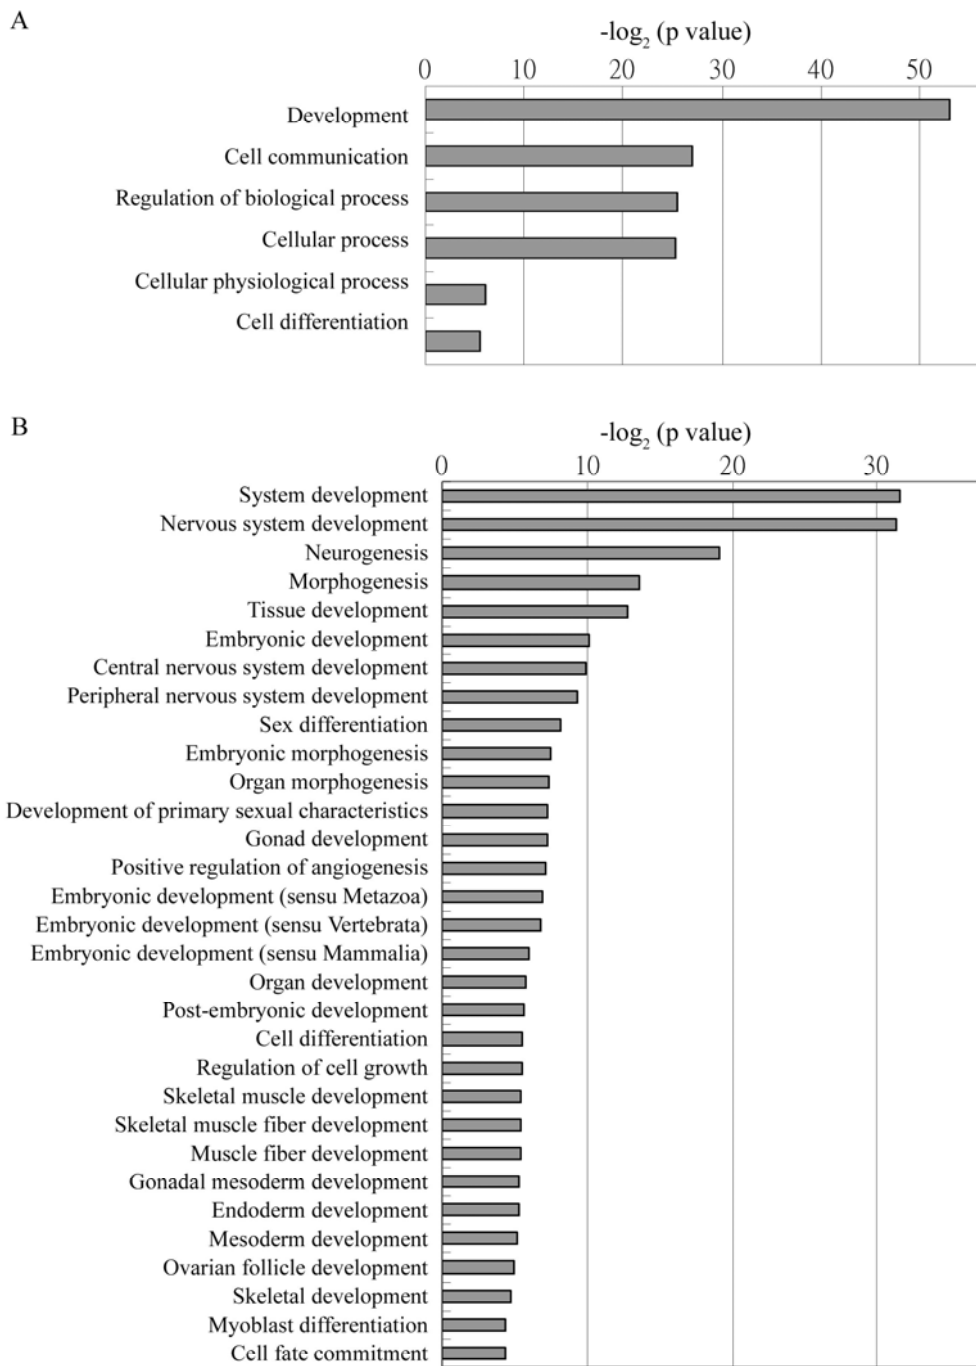 A
-log2 (p value)
0 10 20 30 40 50
Development
Cell communication
Regulation of biological process
Cellular process
Cellular physiological process
Cell differentiation
B
-log2 (p value)
0 10 20 30
System development
Nervous system development
Neurogenesis
Morphogenesis
Tissue development
Embryonic development
Central nervous system development
Peripheral nervous system development
Sex differentiation
Embryonic morphogenesis
Organ morphogenesis
Development of primary sexual characteristics
Gonad development
Positive regulation of angiogenesis
Embryonic development (sensu Metazoa)
Embryonic development (sensu Vertebrata)
Embryonic development (sensu Mammalia)
Organ development
Post-embryonic development
Cell differentiation
Regulation of cell growth
Skeletal muscle development
Skeletal muscle fiber development
Muscle fiber development
Gonadal mesoderm development
Endoderm development
Mesoderm development
Ovarian follicle development
Skeletal development
Myoblast differentiation
Cell fate commitment